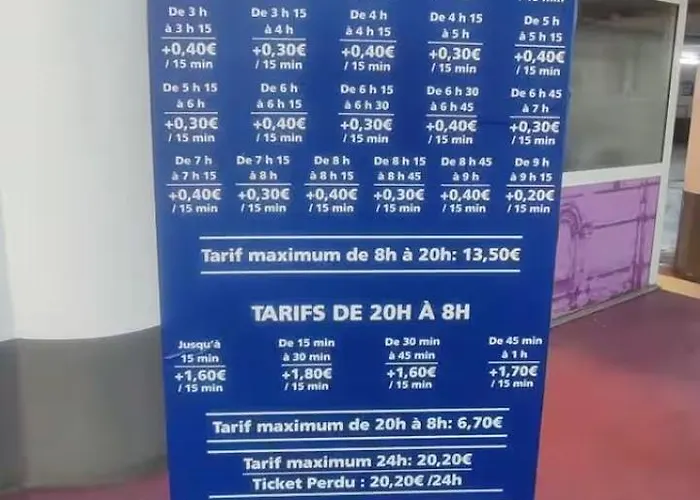 / 15 min
De 3 h De 3 h 15 De 4 h De 4 h 15 De 5 h
à 3 h 15 à 4 h à 4 h 15 à 5 h à 5 h 15
+0,40€ +0,30€ +0,40€ +0,30€ +0,40€
/ 15 min / 15 min / 15 min / 15 min / 15 min
De 5 h 15 De 6 h De 6 h 15 De 6 h 30 De 6 h 45
à 6 h à 6 h 15 à 6 h 30 à 6 h 45 à 7 h
+0,30€ +0,40€ +0,30€ +0,40€ +0,30€
/ 15 min / 15 min / 15 min / 15 min / 15 min
De 7 h De 7 h 15 De 8 h De 8 h 15 De 8 h 45 De 9 h
à 7 h 15 à 8 h à 8 h 15 à 8 h 45 à 9 h à 9 h 15
+0,40€ +0,30€ +0,40€ +0,30€ +0,40€ +0,20€
/ 15 min / 15 min / 15 min / 15 min / 15 min / 15 min
Tarif maximum de 8h à 20h: 13,50€
TARIFS DE 20H À 8H
Jusqu'à De 15 min De 30 min De 45 min
15 min à 30 min à 45 min à 1 h
+1,60€ +1,80€ +1,60€ +1,70€
/ 15 min / 15 min / 15 min / 15 min
Tarif maximum de 20h à 8h: 6,70€
Tarif maximum 24h: 20,20€
Ticket Perdu : 20,20€ /24h